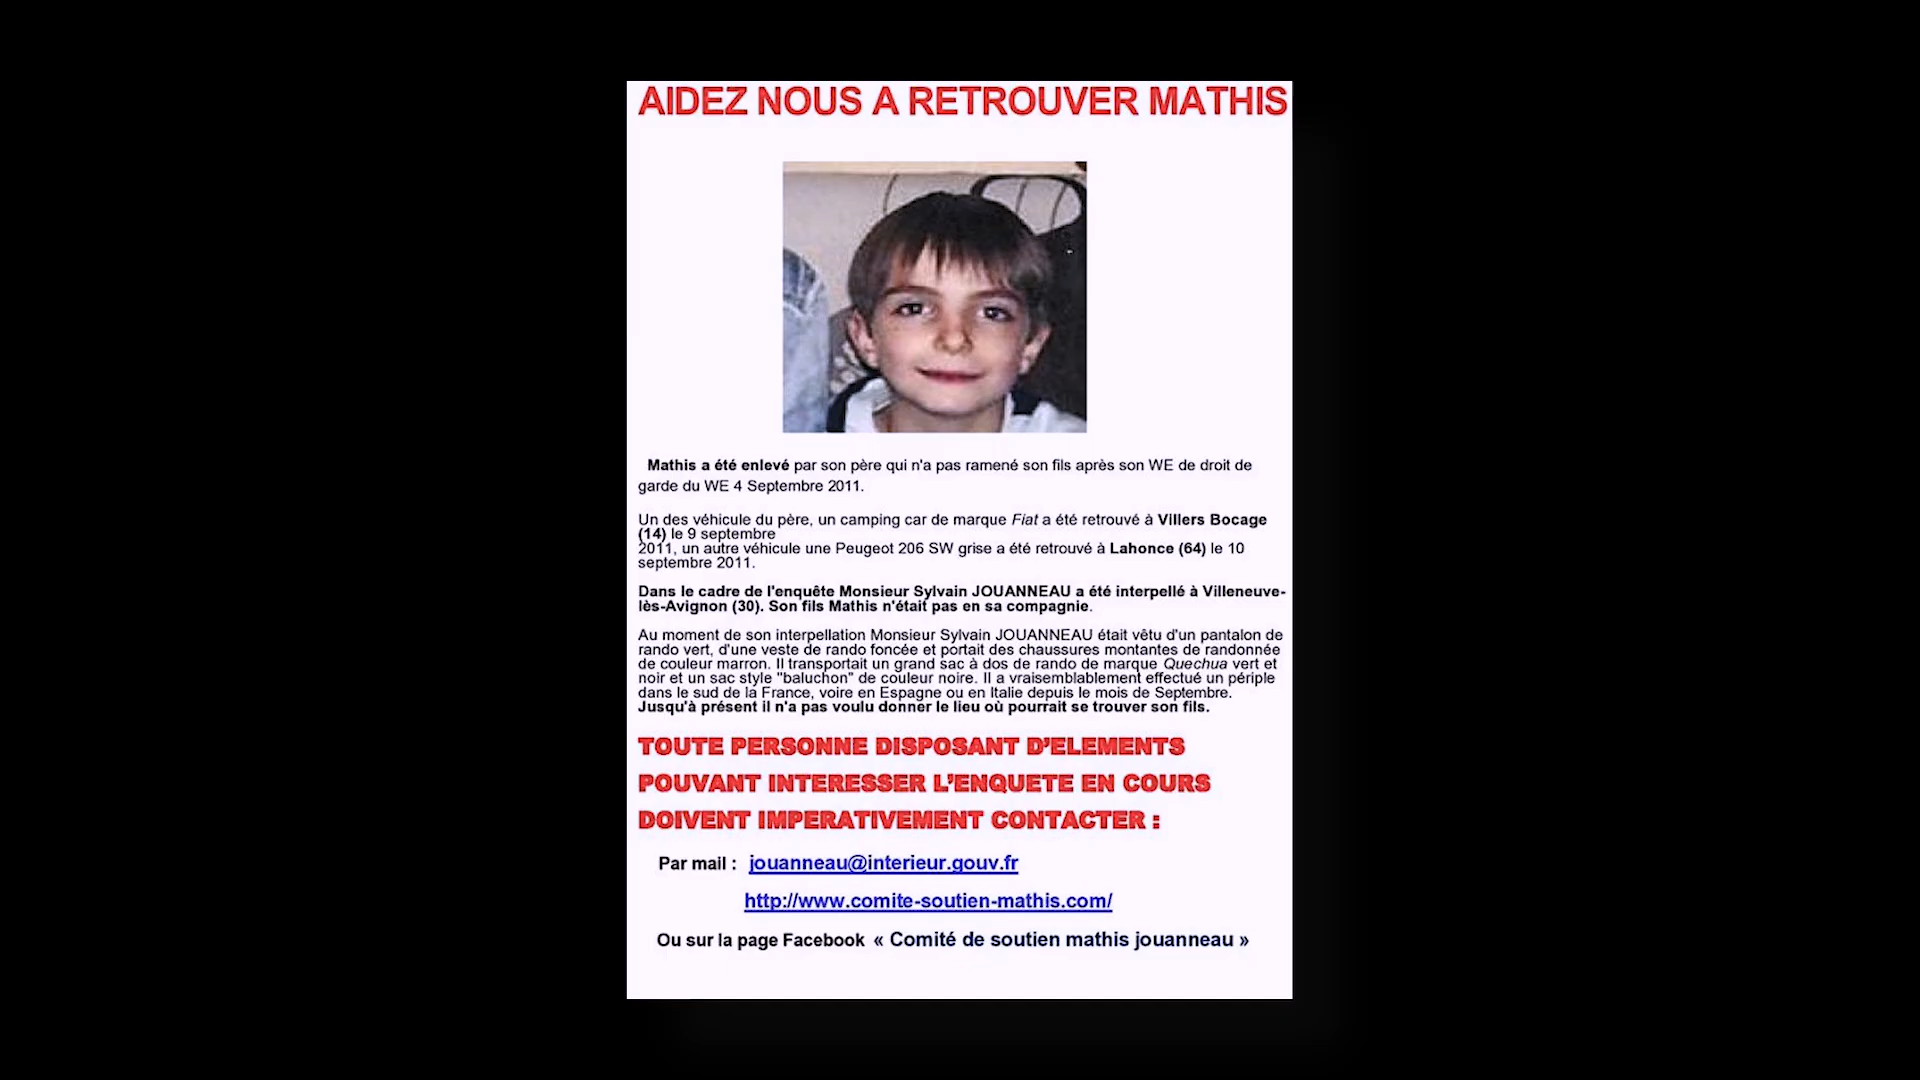 AIDEZ NOUS A RETROUVER MATHIS
Mathis a été enlevé par son père qui n'a pas ramené son fils après son WE de droit de
garde du WE 4 Septembre 2011.
Un des véhicule du père, un camping car de marque Fiat a été retrouvé à Villers Bocage
(14) le 9 septembre
2011, un autre véhicule une Peugeot 206 SW grise a été retrouvé à Lahonce (64) le 10
septembre 2011.
Dans le cadre de l'enquête Monsieur Sylvain JOUANNEAU a été interpellé à Villeneuve-
lès-Avignon (30). Son fils Mathis n'était pas en sa compagnie.
Au moment de son interpellation Monsieur Sylvain JOUANNEAU était vêtu d'un pantalon de
rando vert, d'une veste de rando foncée et portait des chaussures montantes de randonnée
de couleur marron. Il transportait un grand sac à dos de rando de marque Quechua vert et
noir et un sac style "baluchon" de couleur noire. Il a vraisemblablement effectué un périple
dans le sud de la France, voire en Espagne ou en Italie depuis le mois de Septembre.
Jusqu'à présent il n'a pas voulu donner le lieu où pourrait se trouver son fils.
TOUTE PERSONNE DISPOSANT D'ELEMENTS
POUVANT INTERESSER L'ENQUETE EN COURS
DOIVENT IMPERATIVEMENT CONTACTER :
Par mail : jouanneau@interieur.gouv.fr
http://www.comite-soutien-mathis.com/
Ou sur la page Facebook « Comité de soutien mathis jouanneau »